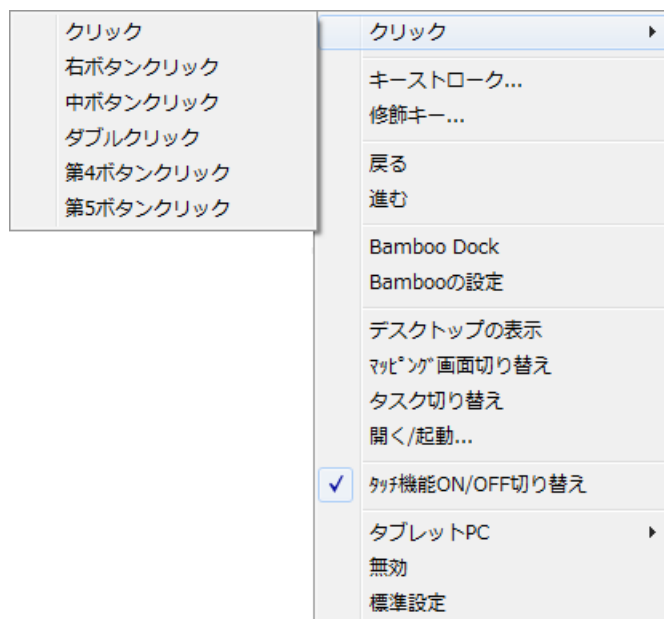 クリック
右ボタンクリック
中ボタンクリック
ダブルクリック
第4ボタンクリック
第5ボタンクリック
クリック
キーストローク...
修飾キー...
戻る
進む
Bamboo Dock
Bambooの設定
デスクトップの表示
ﾏｯﾋﾟﾝｸﾞ画面切り替え
タスク切り替え
開く/起動...
ﾀｯﾁ機能ON/OFF切り替え
タブレットPC
無効
標準設定